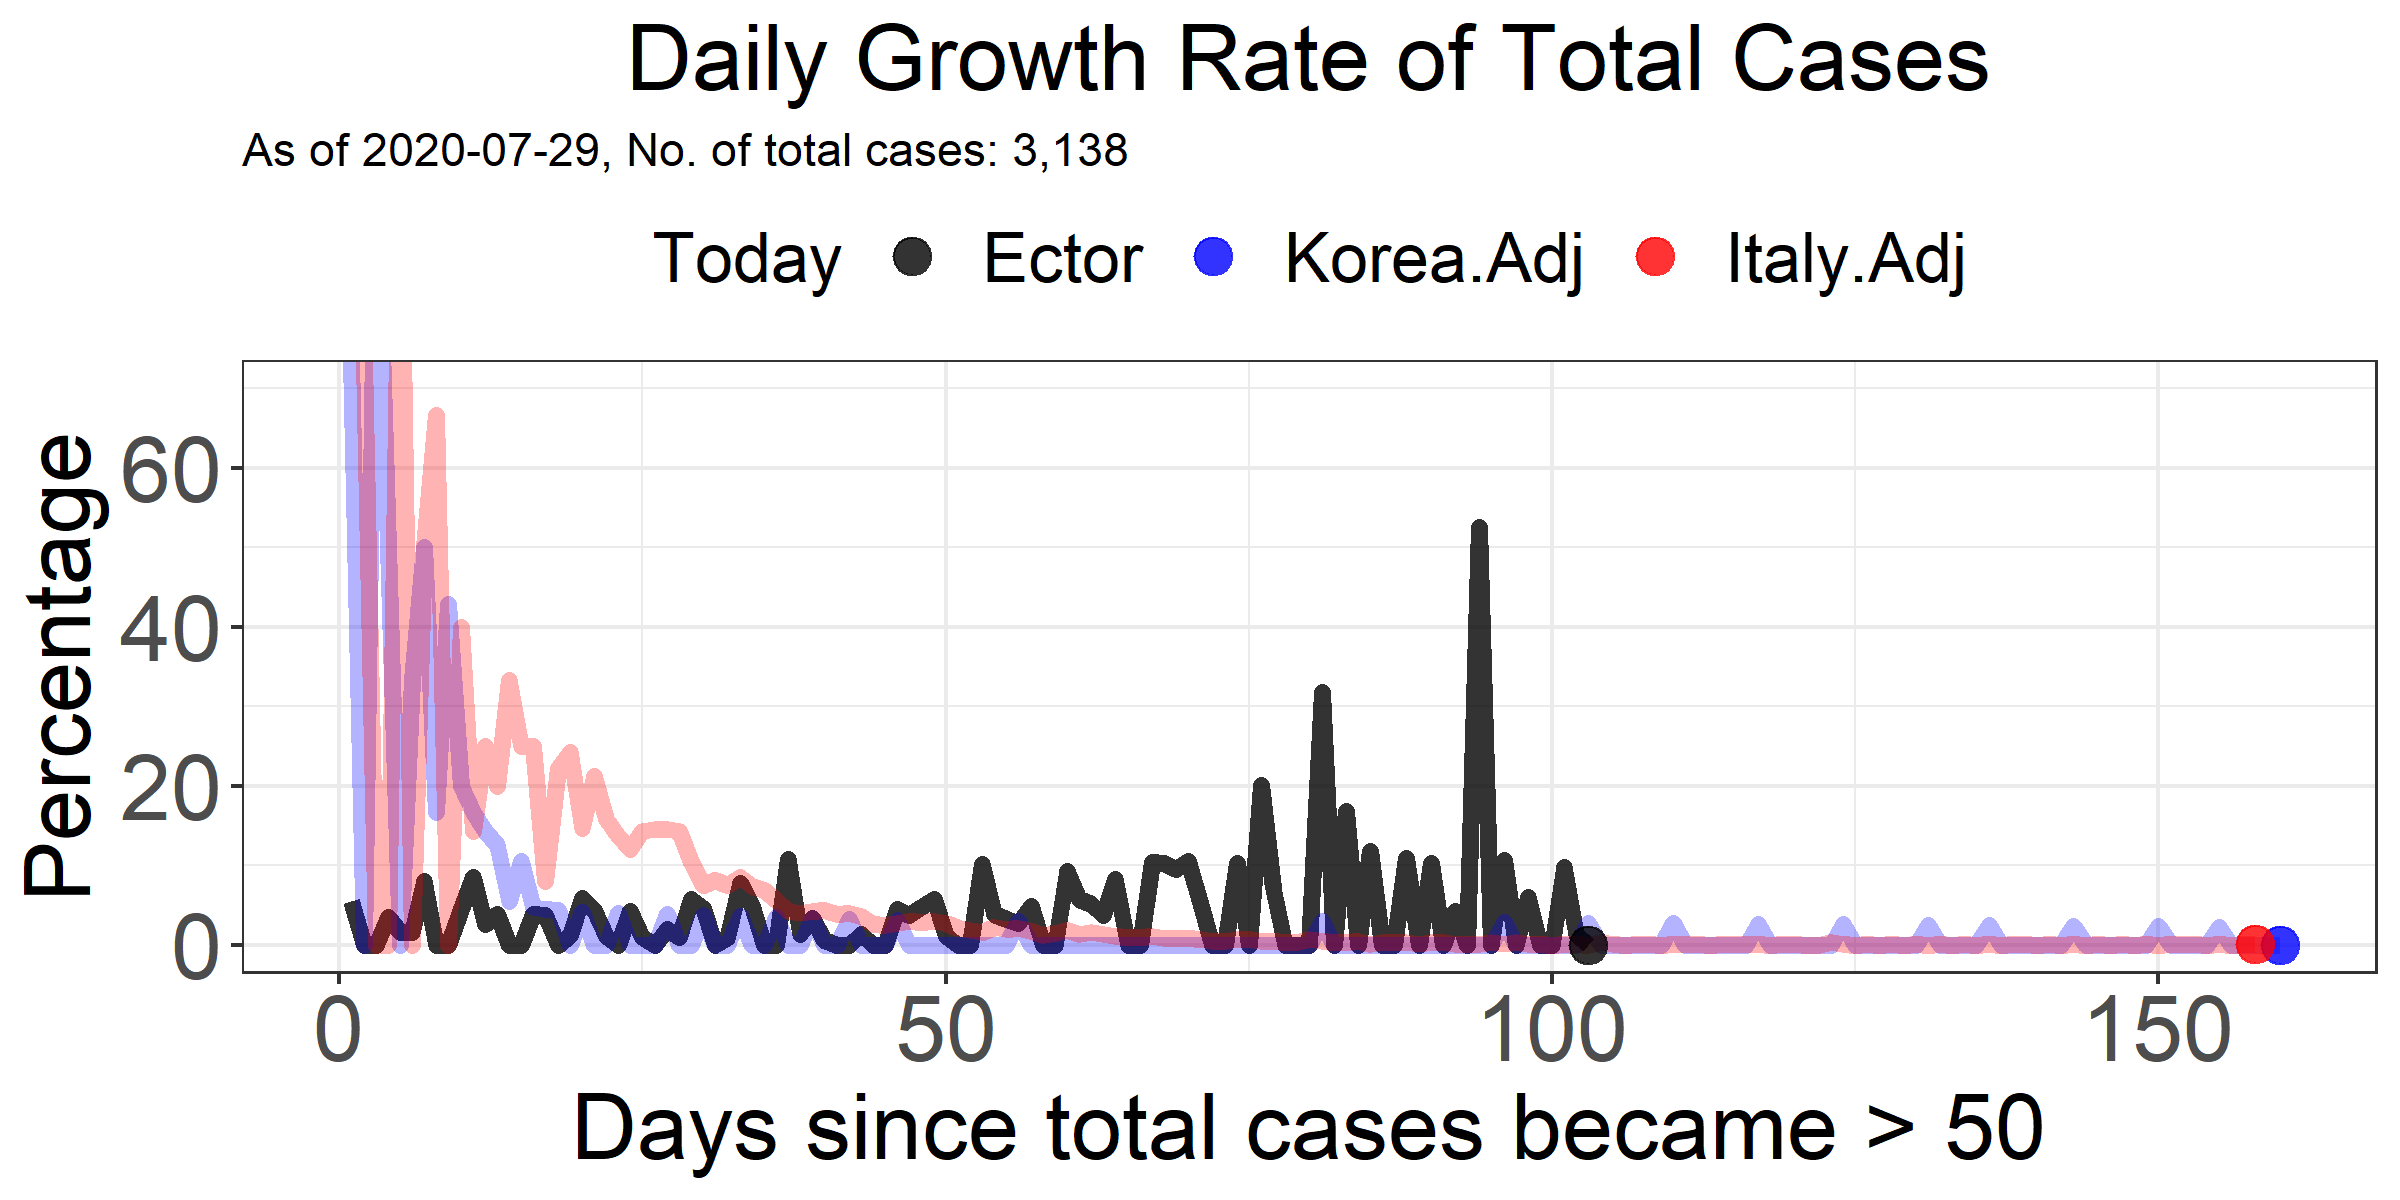 Daily Growth Rate of Total Cases
As of 2020-07-29, No. of total cases: 3,138
Today Ector Korea.Adj Italy.Adj
Percentage
60
40
20
0
0 50 100 150
Days since total cases became > 50